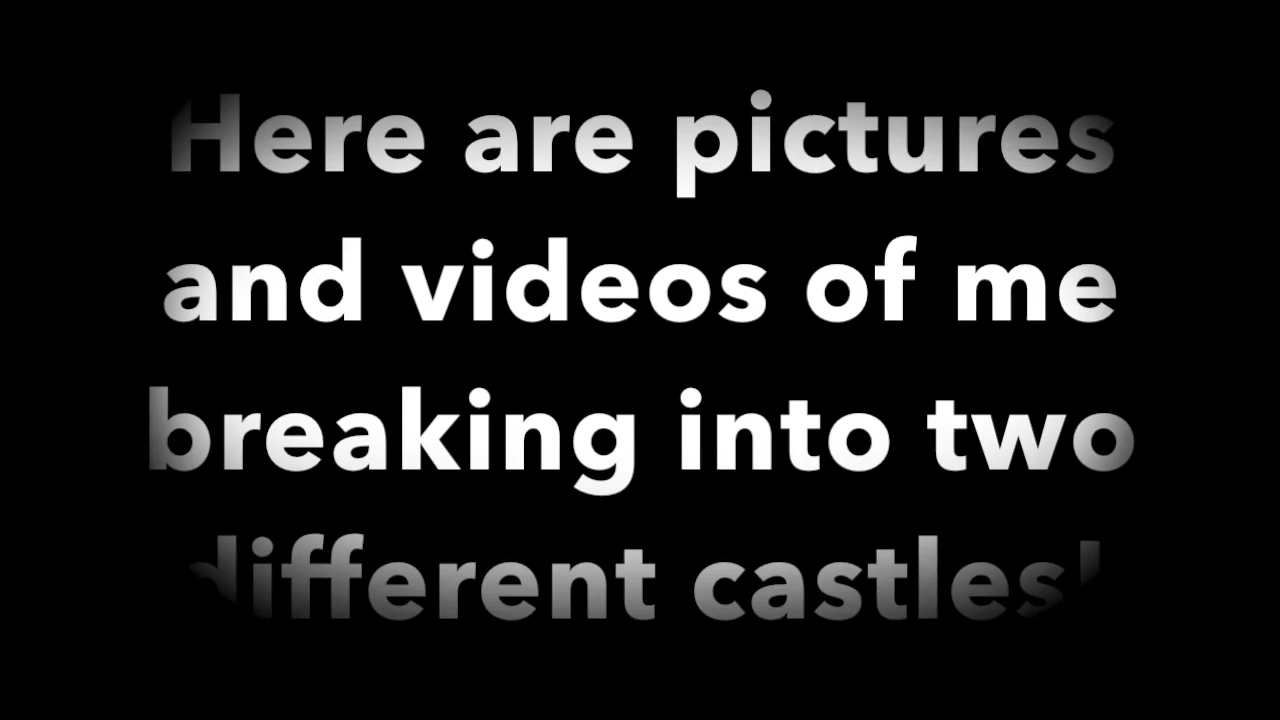 Here are pictures
and videos of me
breaking into two
different castles!